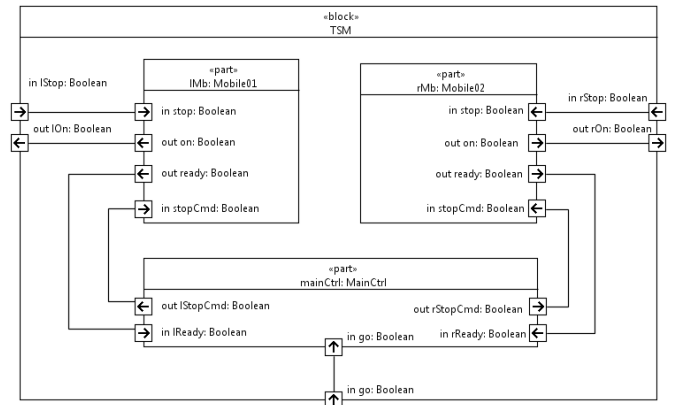 «block»
TSM
in lStop: Boolean
out lOn: Boolean
«part»
lMb: Mobile01
in stop: Boolean
out on: Boolean
out ready: Boolean
in stopCmd: Boolean
«part»
rMb: Mobile02
in stop: Boolean
out on: Boolean
out ready: Boolean
in stopCmd: Boolean
in rStop: Boolean
out rOn: Boolean
«part»
mainCtrl: MainCtrl
out lStopCmd: Boolean
in lReady: Boolean
out rStopCmd: Boolean
in rReady: Boolean
in go: Boolean
in go: Boolean